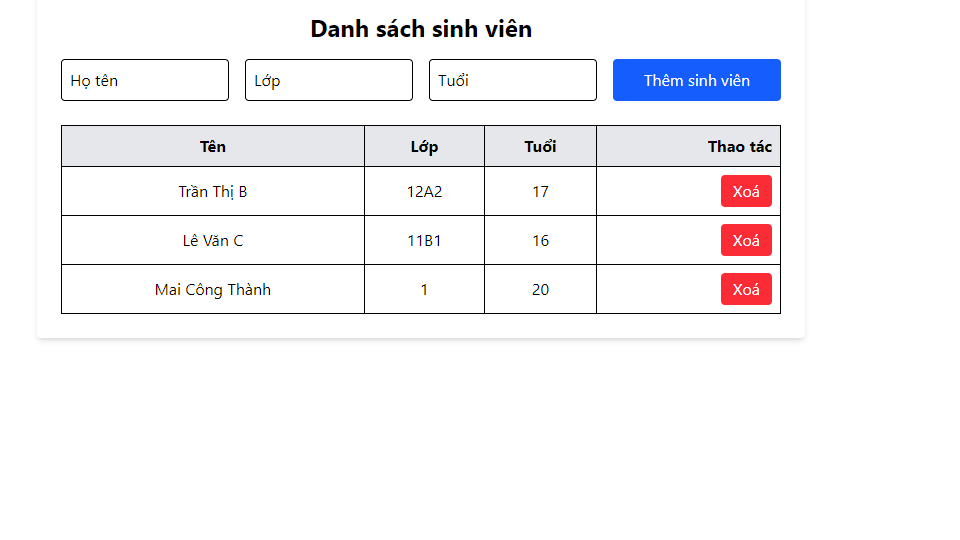 Danh sách sinh viên
Họ tên Lớp Tuổi Thêm sinh viên
Tên Lớp Tuổi Thao tác
Trần Thị B 12A2 17 Xoá
Lê Văn C 11B1 16 Xoá
Mai Công Thành 1 20 Xoá